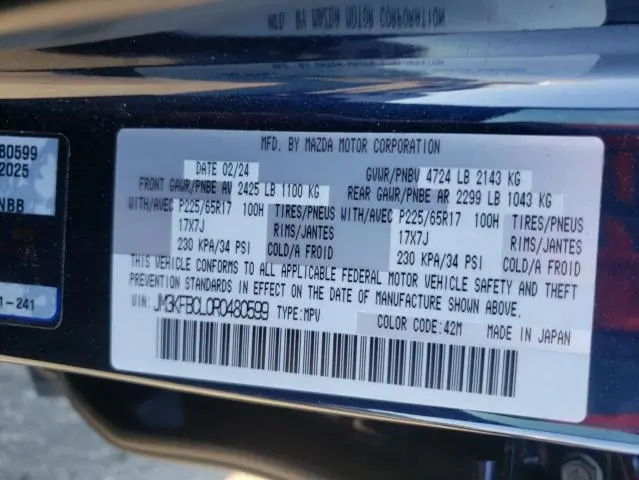 MFD. BY MAZDA MOTOR CORPORATION
80599
2025
NBB
1-241
MFD. BY MAZDA MOTOR CORPORATION
DATE 02/24 GVWR/PNBV 4724 LB 2143 KG
FRONT GAWR/PNBE AV 2425 LB 1100 KG REAR GAWR/PNBE AR 2299 LB 1043 KG
WITH/AVEC P225/65R17 100H TIRES/PNEUS WITH/AVEC P225/65R17 100H TIRES/PNEUS
17X7J RIMS/JANTES 17X7J RIMS/JANTES
230 KPA/34 PSI COLD/A FROID 230 KPA/34 PSI COLD/A FROID
THIS VEHICLE CONFORMS TO ALL APPLICABLE FEDERAL MOTOR VEHICLE SAFETY AND THEFT
PREVENTION STANDARDS IN EFFECT ON THE DATE OF MANUFACTURE SHOWN ABOVE.
VIN: JM3KFBCL0R0480599 TYPE:MPV COLOR CODE:42M MADE IN JAPAN